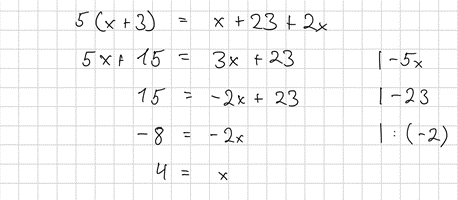 5(x+3) = x+23+2x
5x+15 = 3x+23 |-5x
15 = -2x+23 |-23
-8 = -2x |:(-2)
4 = x